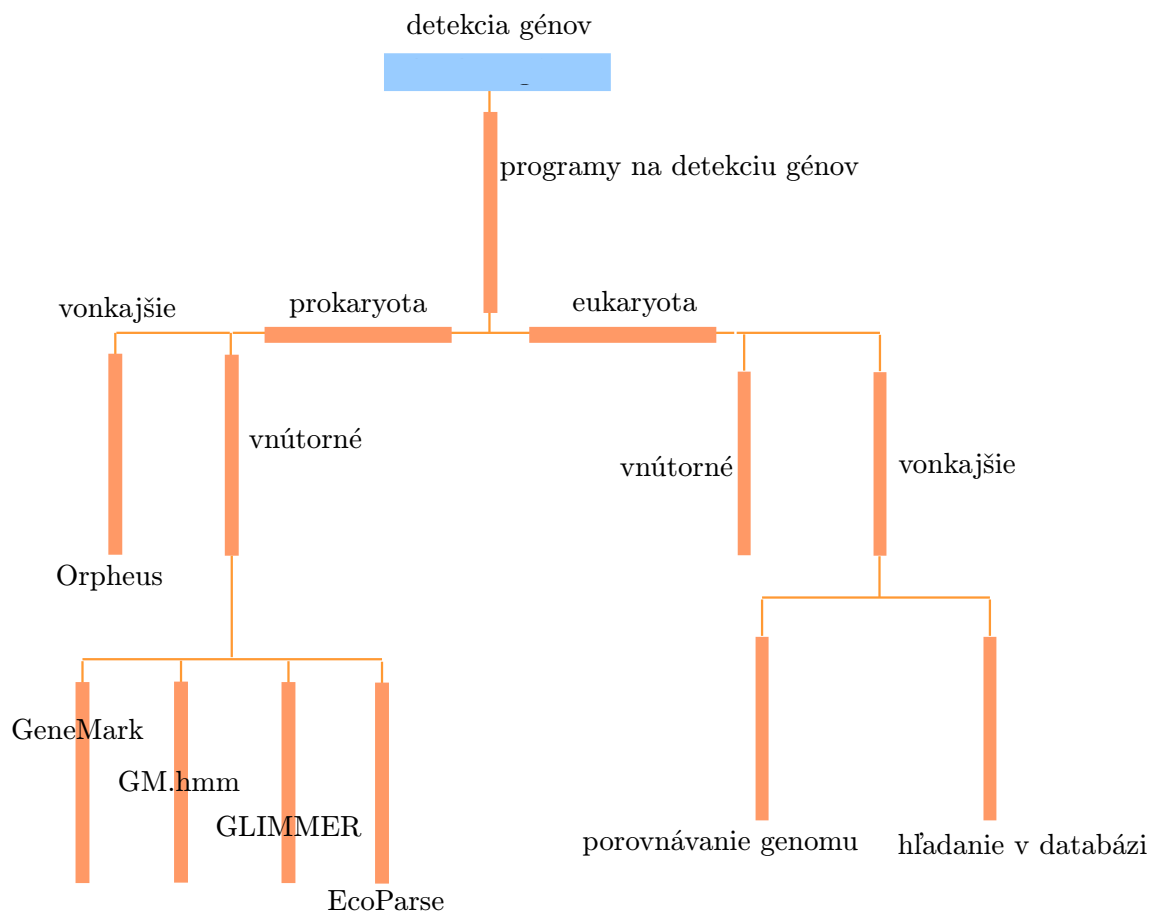 detekcia génov
programy na detekciu génov
vonkajšie
prokaryota
eukaryota
vnútorné
vnútorné
vonkajšie
Orpheus
GeneMark
GM.hmm
GLIMMER
EcoParse
porovnávanie genomu
hľadanie v databázi